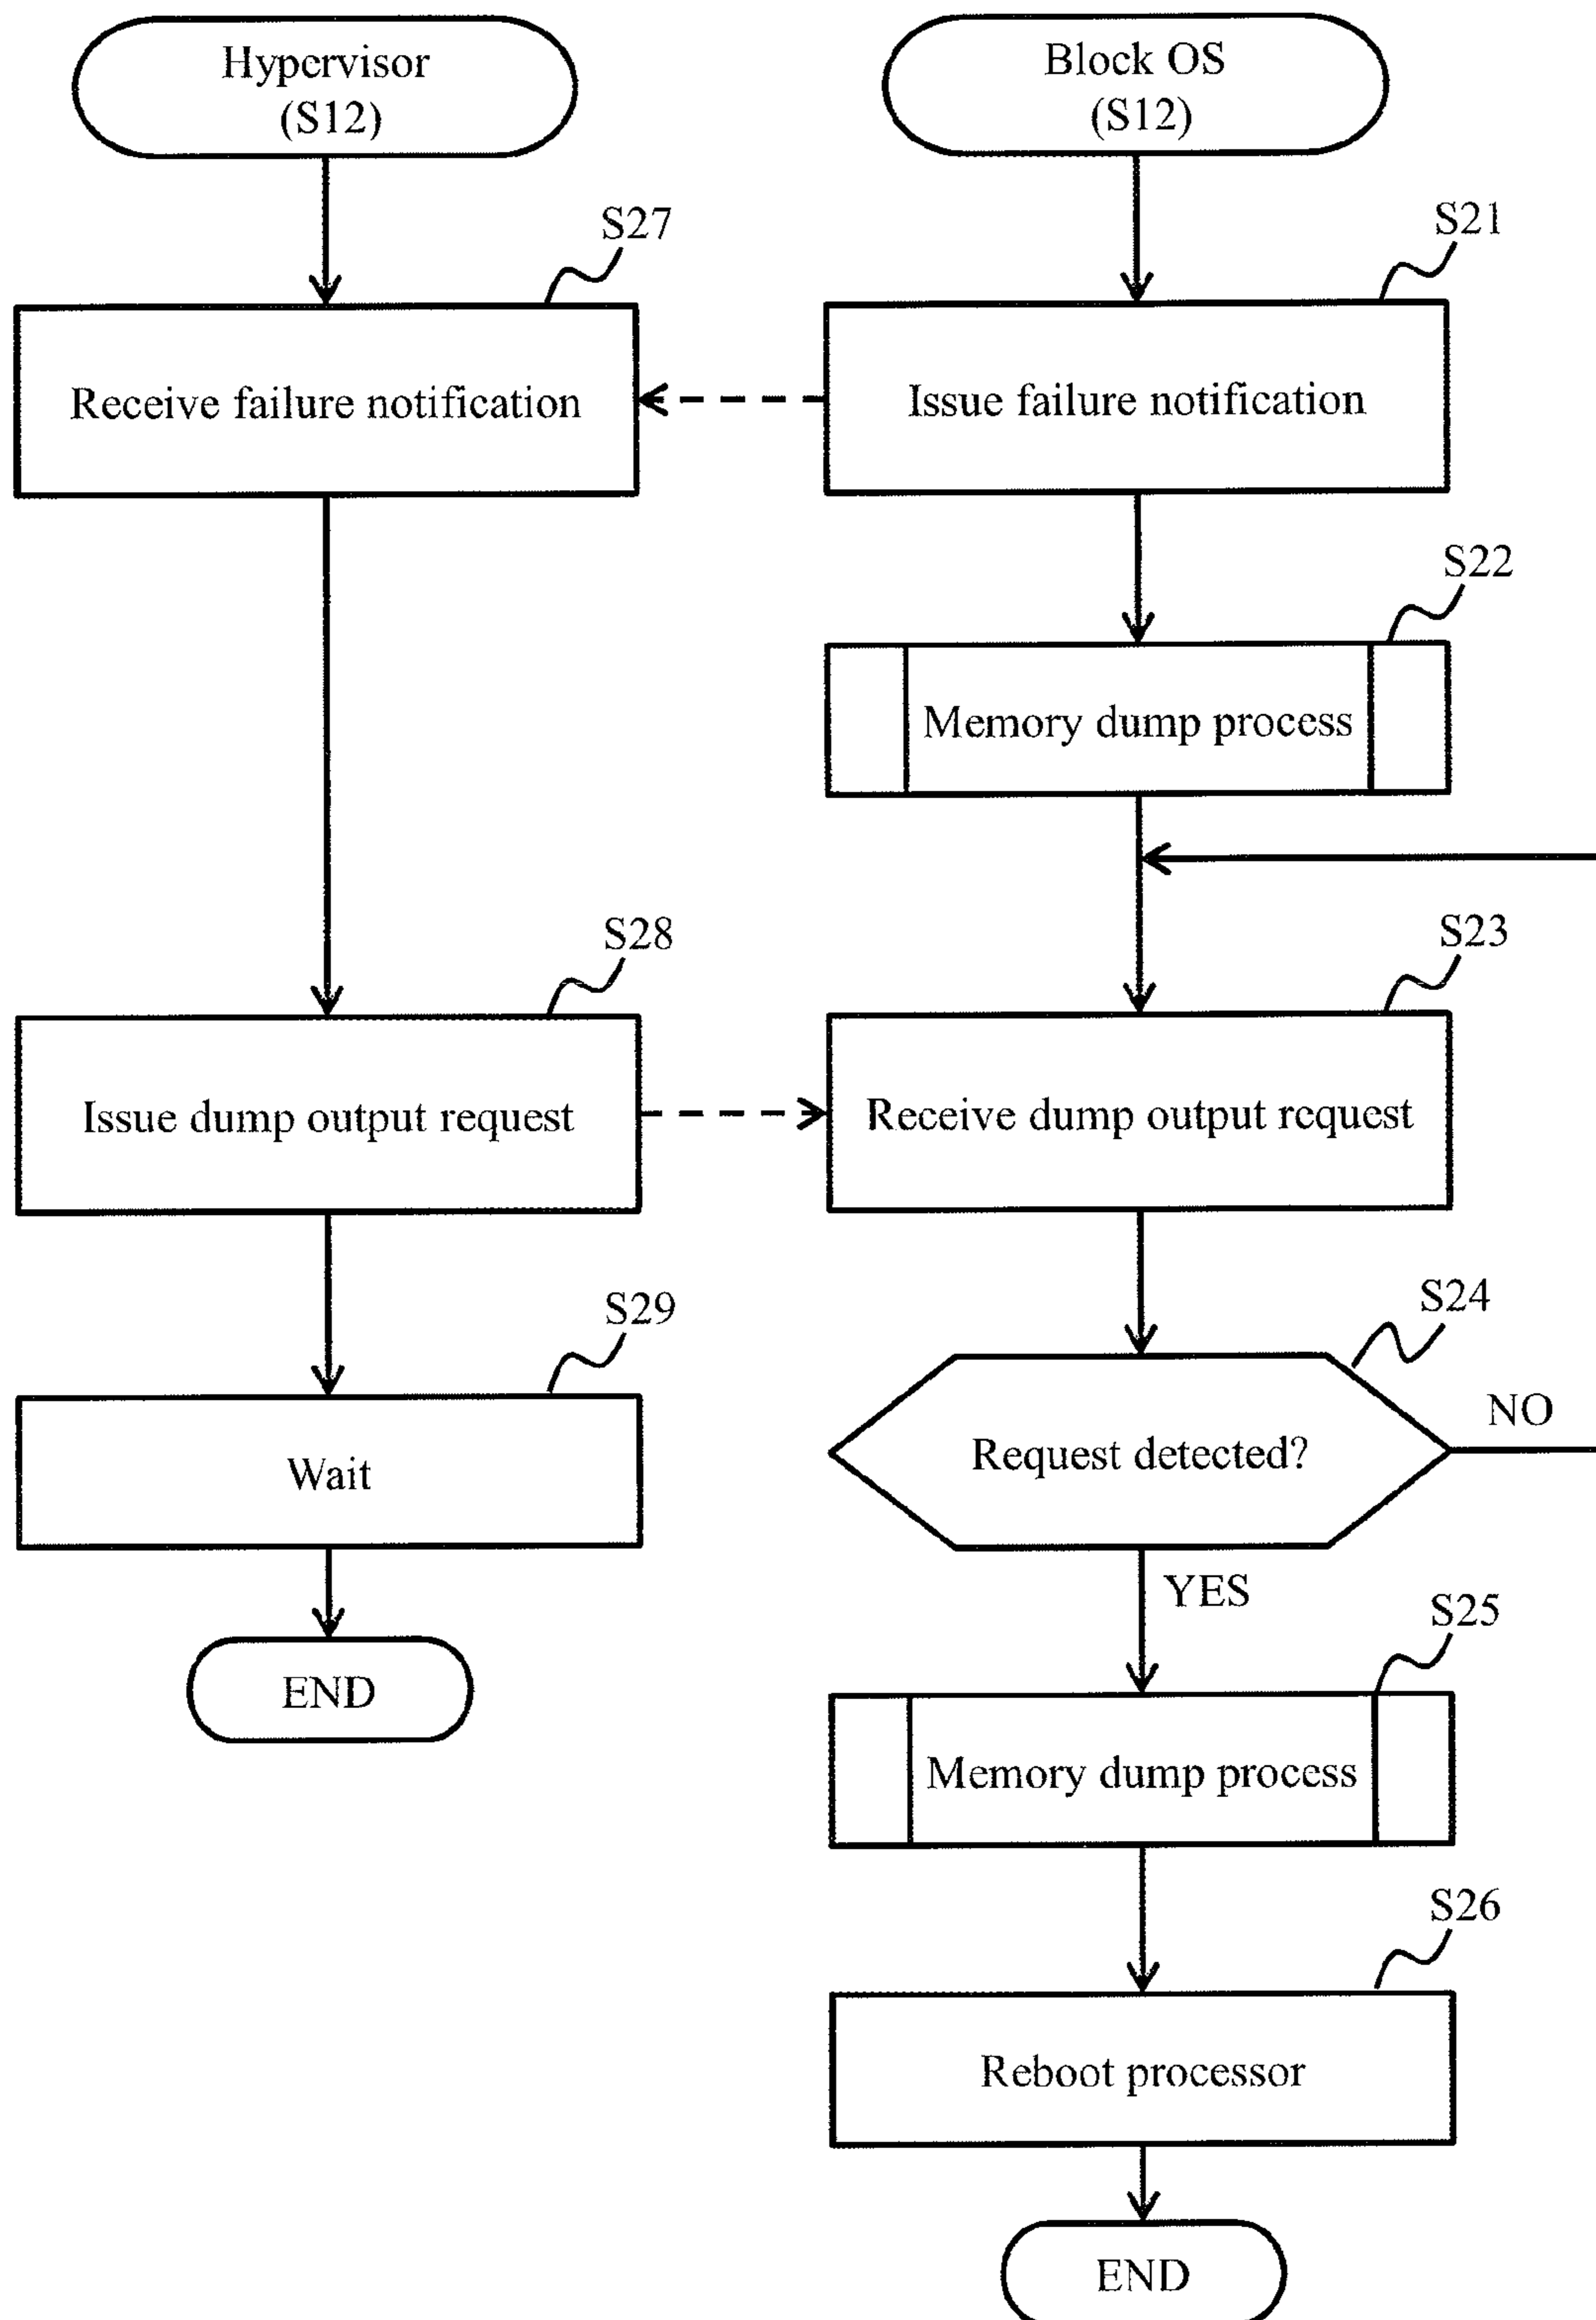 Hypervisor
(S12)
Block OS
(S12)
S27
S21
Receive failure notification
Issue failure notification
S22
Memory dump process
S28
S23
Issue dump output request
Receive dump output request
S29
S24
Wait
Request detected?
NO
YES
END
S25
Memory dump process
S26
Reboot processor
END